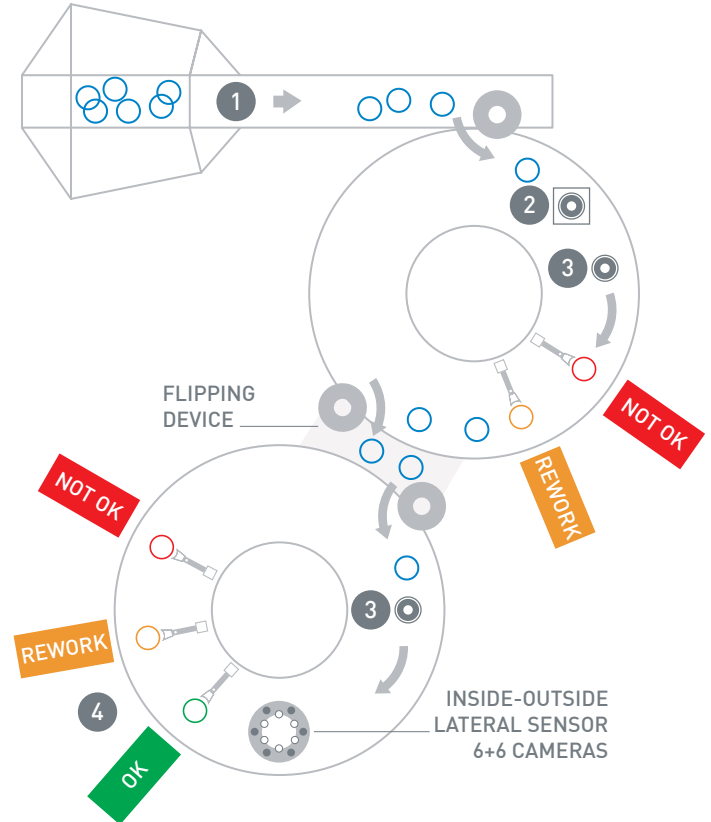 1
2
3
FLIPPING
DEVICE
NOT OK
REWORK
NOT OK
3
REWORK
4
OK
INSIDE-OUTSIDE
LATERAL SENSOR
6+6 CAMERAS